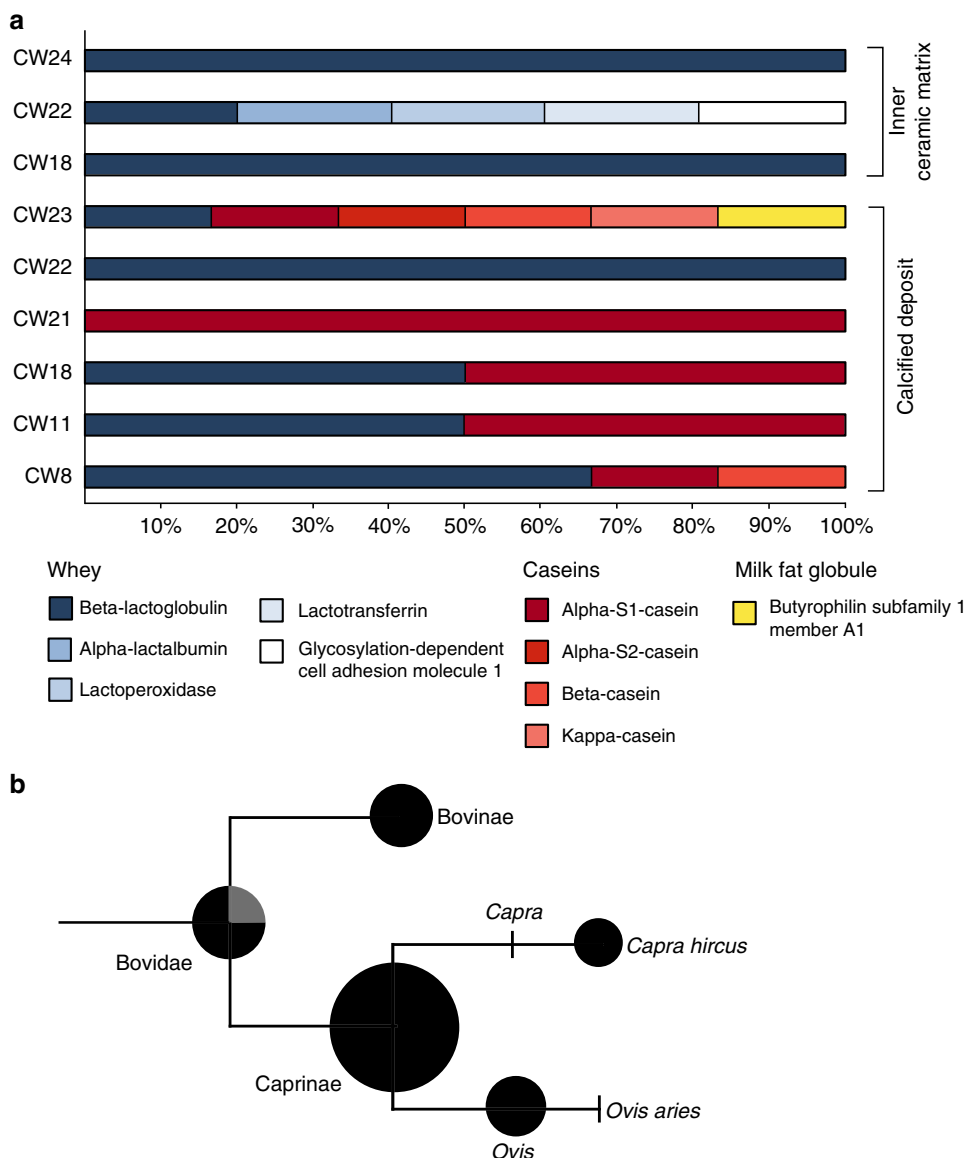 a
CW24
CW22
CW18
CW23
CW22
CW21
CW18
CW11
CW8
Inner
ceramic matrix
Calcified deposit
10% 20% 30% 40% 50% 60% 70% 80% 90% 100%
Whey
Beta-lactoglobulin
Alpha-lactalbumin
Lactoperoxidase
Lactotransferrin
Glycosylation-dependent
cell adhesion molecule 1
Caseins
Alpha-S1-casein
Alpha-S2-casein
Beta-casein
Kappa-casein
Milk fat globule
Butyrophilin subfamily 1
member A1
b
Bovinae
Capra
Capra hircus
Bovidae
Caprinae
Ovis aries
Ovis